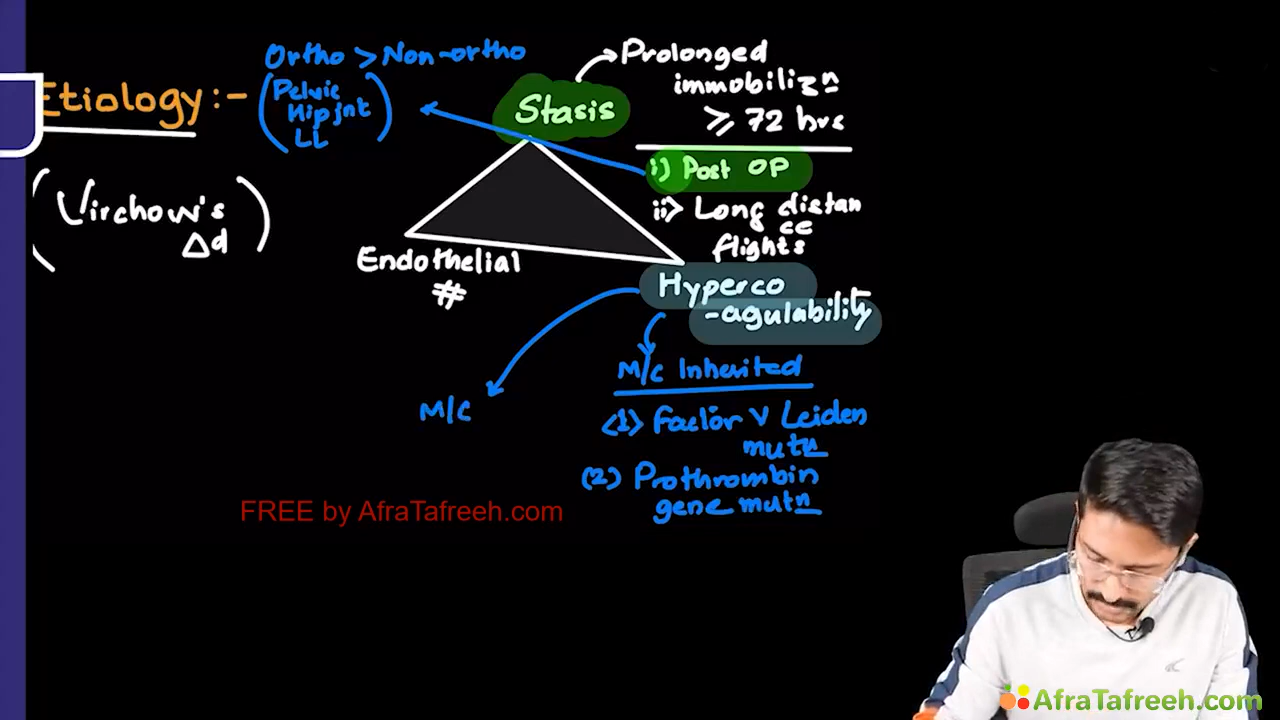 Ortho > Non-ortho
Etiology :-
(Pelvic
Hip jnt
LL)
Stasis
Prolonged
immobilizn
≥ 72 hrs
i) Post OP
ii) Long distan
ce
flights
(Virchow's
Δd)
Endothelial
#
Hyperco
-agulability
M/C Inherited
(1) Factor V Leiden
mutn
(2) Prothrombin
gene mutn
M/C
FREE by AfraTafreeh.com
AfraTafreeh.com